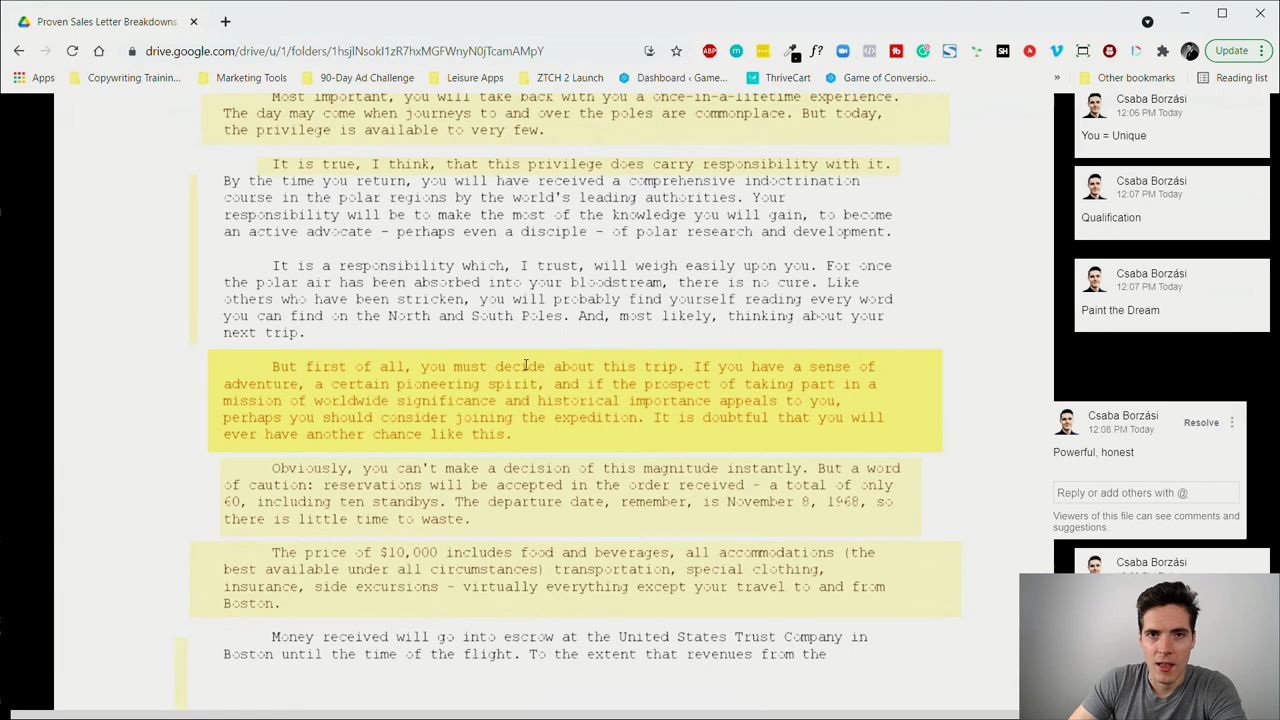 Proven Sales Letter Breakdowns
drive.google.com/drive/u/1/folders/1hsjlNsokI1zR7hxMGFWnyN0jTcamAMpY
Update
Apps
Copywriting Trainin...
Marketing Tools
90-Day Ad Challenge
Leisure Apps
ZTCH 2 Launch
Dashboard ‹ Game...
ThriveCart
Game of Conversio...
»
Other bookmarks
Reading list
Most important, you will take back with you a once-in-a-lifetime experience.
The day may come when journeys to and over the poles are commonplace. But today,
the privilege is available to very few.
It is true, I think, that this privilege does carry responsibility with it.
By the time you return, you will have received a comprehensive indoctrination
course in the polar regions by the world's leading authorities. Your
responsibility will be to make the most of the knowledge you will gain, to become
an active advocate - perhaps even a disciple - of polar research and development.
It is a responsibility which, I trust, will weigh easily upon you. For once
the polar air has been absorbed into your bloodstream, there is no cure. Like
others who have been stricken, you will probably find yourself reading every word
you can find on the North and South Poles. And, most likely, thinking about your
next trip.
But first of all, you must decide about this trip. If you have a sense of
adventure, a certain pioneering spirit, and if the prospect of taking part in a
mission of worldwide significance and historical importance appeals to you,
perhaps you should consider joining the expedition. It is doubtful that you will
ever have another chance like this.
Obviously, you can't make a decision of this magnitude instantly. But a word
of caution: reservations will be accepted in the order received - a total of only
60, including ten standbys. The departure date, remember, is November 8, 1968, so
there is little time to waste.
The price of $10,000 includes food and beverages, all accommodations (the
best available under all circumstances) transportation, special clothing,
insurance, side excursions - virtually everything except your travel to and from
Boston.
Money received will go into escrow at the United States Trust Company in
Boston until the time of the flight. To the extent that revenues from the
Csaba Borzási
12:06 PM Today
You = Unique
Csaba Borzási
12:07 PM Today
Qualification
Csaba Borzási
12:07 PM Today
Paint the Dream
Csaba Borzási
12:08 PM Today
Resolve
Powerful, honest
Reply or add others with @
Viewers of this file can see comments and
suggestions.
Csaba Borzási